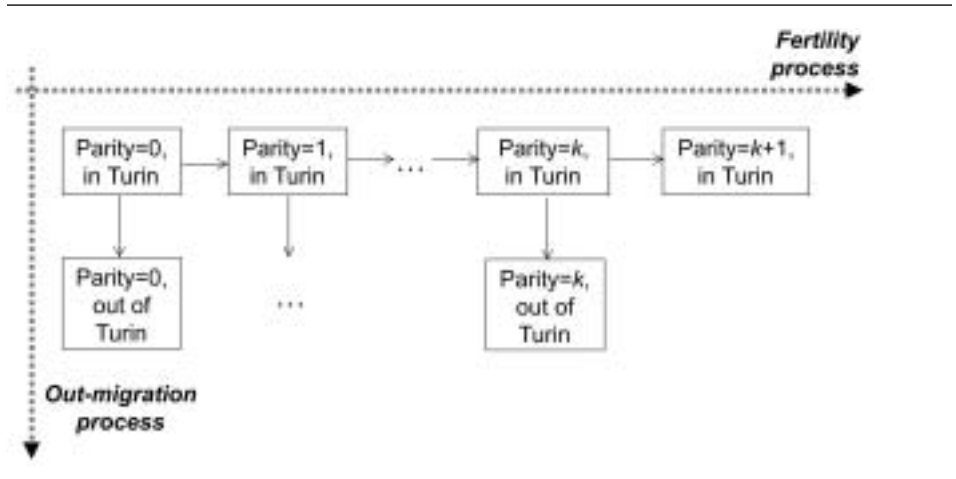 Fertility
process
Parity=0,
in Turin
Parity=1,
in Turin
...
Parity=k,
in Turin
Parity=k+1,
in Turin
Parity=0,
out of
Turin
...
Parity=k,
out of
Turin
Out-migration
process